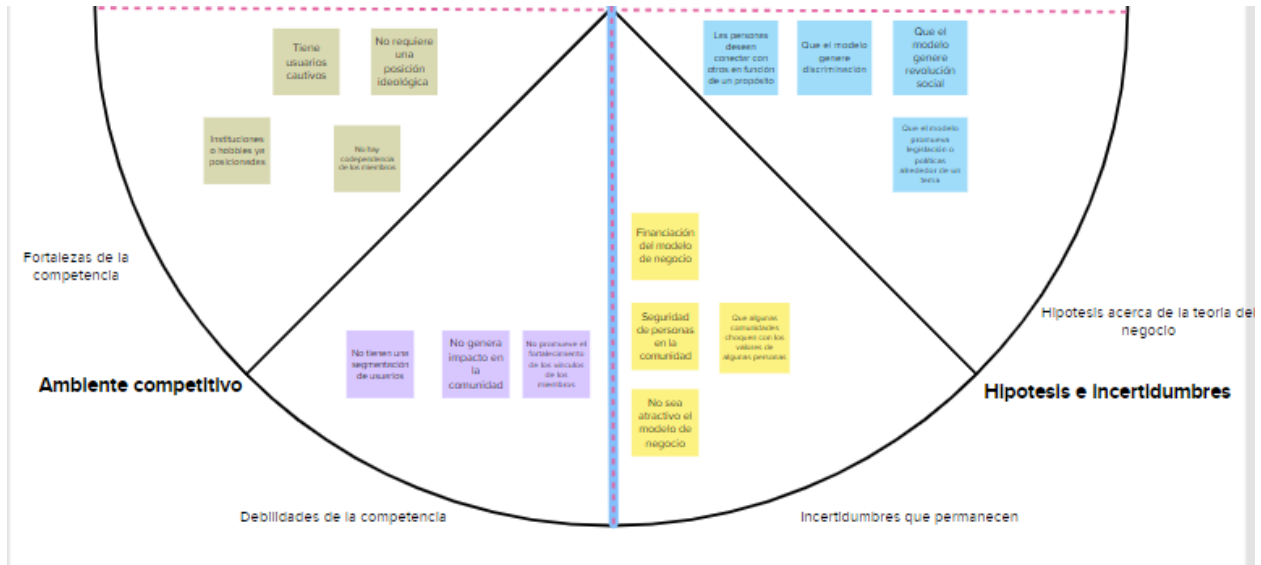 Tiene
usuarios
cautivos
No requiere
una
posición
ideológica
Instituciones
o hobbies ya
posicionados
No hay
codependencia
de los miembros
Fortalezas de la
competencia
Ambiente competitivo
No tienen una
segmentación
de usuarios
No genera
impacto en
la
comunidad
No promueve el
fortalecimiento
de los vínculos
de los
miembros
Debilidades de la competencia
Las personas
deseen
conectar con
otros en función
de un propósito
Que el modelo
genere
discriminación
Que el
modelo
genere
revolución
social
Que el modelo
promueva
legislación o
políticas
alrededor de un
tema
Hipotesis acerca de la teoria del
negocio
Hipotesis e incertidumbres
Financiación
del modelo
de negocio
Seguridad
de personas
en la
comunidad
Que algunas
comunidades
choquen con los
valores de
algunas personas
No sea
atractivo el
modelo de
negocio
Incertidumbres que permanecen